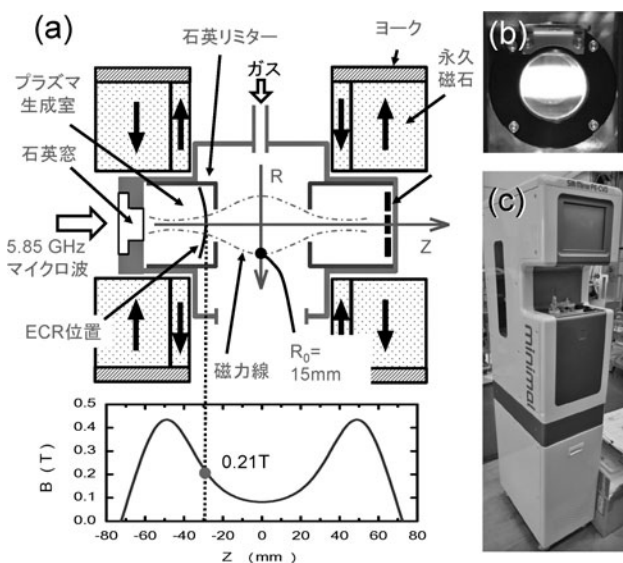 (a)
石英リミター
ヨーク
(b)
プラズマ
生成室
ガス
永久
磁石
石英窓
R
Z
5.85 GHz
マイクロ波
ECR位置
磁力線
R₀=
15mm
(c)
minimal
0.5
0.4
0.3
0.2
0.1
0.0
B (T)
0.21T
-80 -60 -40 -20 0 20 40 60 80
Z (mm)